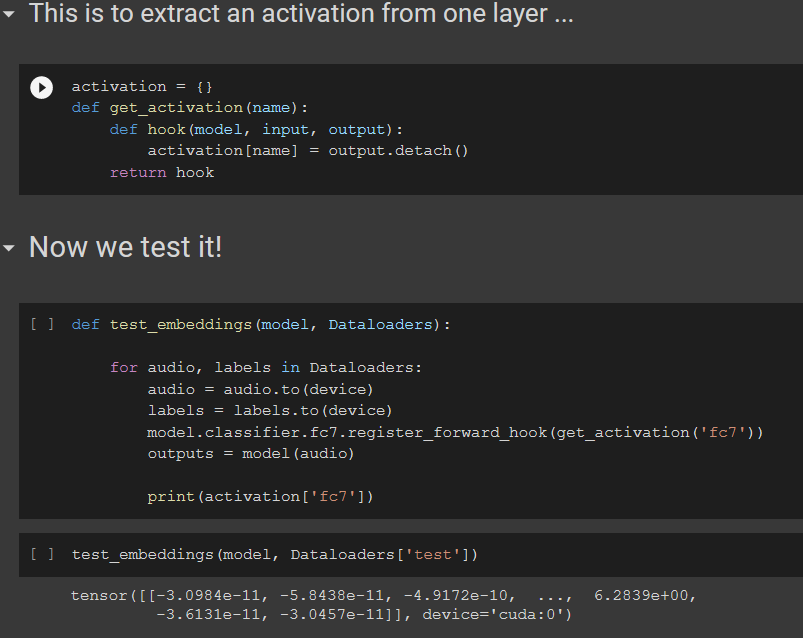 This is to extract an activation from one layer ...
activation = {}
def get_activation(name):
    def hook(model, input, output):
        activation[name] = output.detach()
    return hook
Now we test it!
[ ] def test_embeddings(model, Dataloaders):
    for audio, labels in Dataloaders:
        audio = audio.to(device)
        labels = labels.to(device)
        model.classifier.fc7.register_forward_hook(get_activation('fc7'))
        outputs = model(audio)
        print(activation['fc7'])
[ ] test_embeddings(model, Dataloaders['test'])
tensor([[-3.0984e-11, -5.8438e-11, -4.9172e-10,  ...,  6.2839e+00,
         -3.6131e-11, -3.0457e-11]], device='cuda:0')